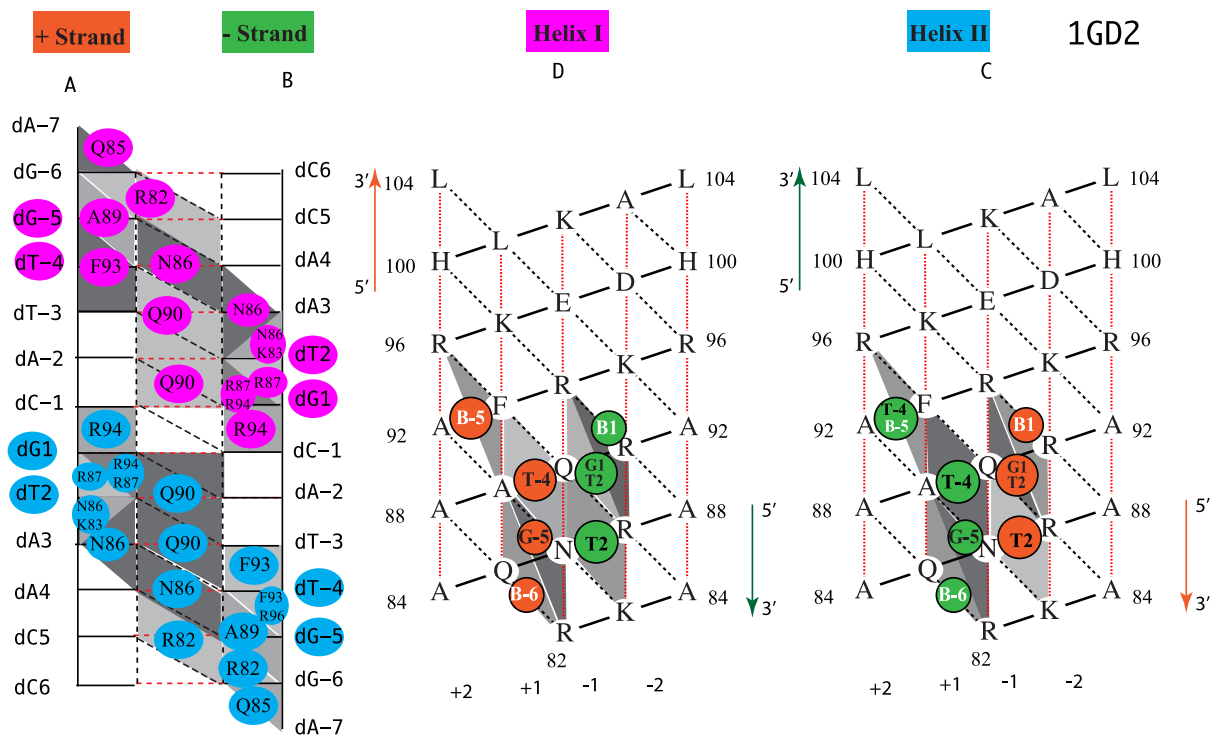 + Strand - Strand Helix I Helix II 1GD2
A B D C
dA-7
Q85
dG-6 dC6
R82
dG-5 A89 dC5
dT-4 F93 N86 dA4
dT-3 Q90 N86 dA3
N86
K83
dA-2 dT2
Q90 R87 R87
R94
dC-1 dG1
R94 R94
dG1 dC-1
R87 R94
R87 Q90
dT2 dA-2
N86
K83
dA3 N86 Q90 dT-3
F93
dA4 N86 dT-4
F93
R96
dC5 R82 A89 dG-5
R82
dC6 dG-6
Q85
dA-7
3' 104 L L 104
A
K
L
5' H 100 H 100
D
E
K
96 R R 96
K
R
F
B-5 B1
92 A A 92
R
Q
T-4 G1
T2
A
88 A A 88
R
G-5 T2
N
Q
B-6
84 A A 84
K
R
82
+2 +1 -1 -2
5'
3'
3' 104 L L 104
A
K
L
5' H 100 H 100
D
E
K
96 R R 96
K
R
F
T-4
B-5 B1
92 A A 92
R
Q
T-4 G1
T2
A
88 A A 88
R
G-5 T2
N
Q
B-6
84 A A 84
K
R
82
+2 +1 -1 -2
5'
3'